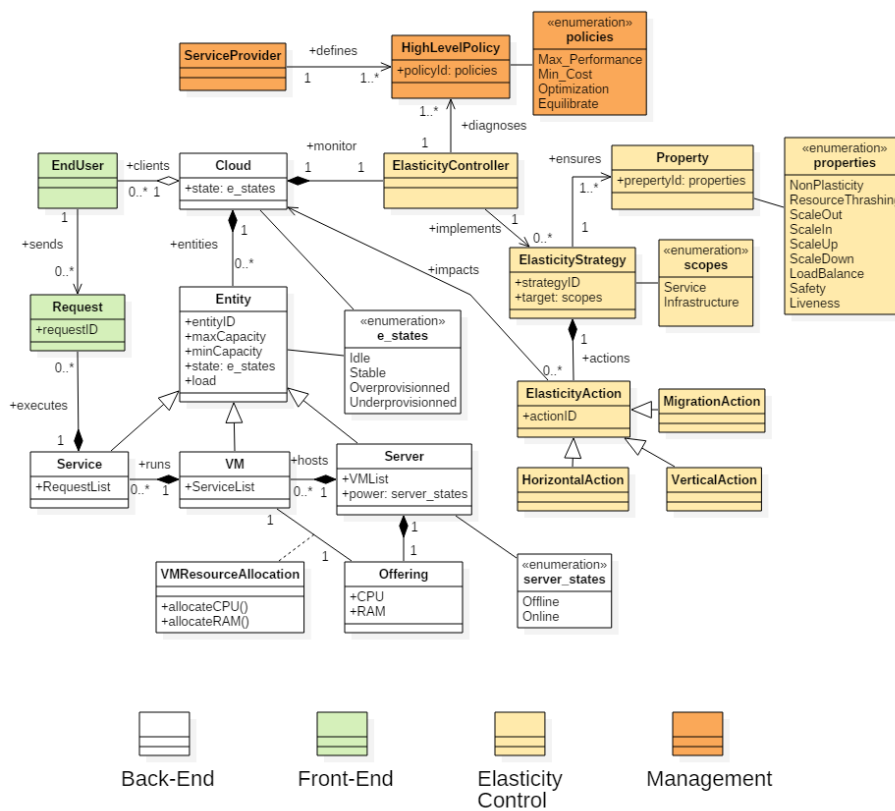 «enumeration»
policies
Max_Performance
Min_Cost
Optimization
Equilibrate
ServiceProvider
+defines
1
1..*
HighLevelPolicy
+policyId: policies
1..*
+diagnoses
1
+monitor
1
1
EndUser
+clients
0..*
1
Cloud
+state: e_states
ElasticityController
+ensures
1..*
1
Property
+prepertyId: properties
«enumeration»
properties
NonPlasticity
ResourceThrashing
ScaleOut
ScaleIn
ScaleUp
ScaleDown
LoadBalance
Safety
Liveness
1
+sends
0..*
1
+entities
0..*
1
+implements
0..*
+impacts
ElasticityStrategy
+strategyID
+target: scopes
«enumeration»
scopes
Service
Infrastructure
Request
+requestID
0..*
+executes
1
Entity
+entityID
+maxCapacity
+minCapacity
+state: e_states
+load
«enumeration»
e_states
Idle
Stable
Overprovisionned
Underprovisionned
1
+actions
0..*
ElasticityAction
+actionID
MigrationAction
HorizontalAction
VerticalAction
Service
+RequestList
+runs
0..*
1
VM
+ServiceList
+hosts
0..*
1
Server
+VMList
+power: server_states
1
1
1
1
VMResourceAllocation
+allocateCPU()
+allocateRAM()
Offering
+CPU
+RAM
«enumeration»
server_states
Offline
Online
Back-End
Front-End
Elasticity
Control
Management